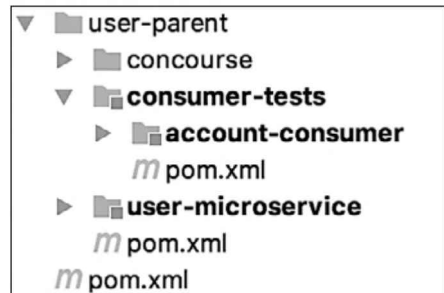 user-parent
concourse
consumer-tests
account-consumer
m pom.xml
user-microservice
m pom.xml
m pom.xml